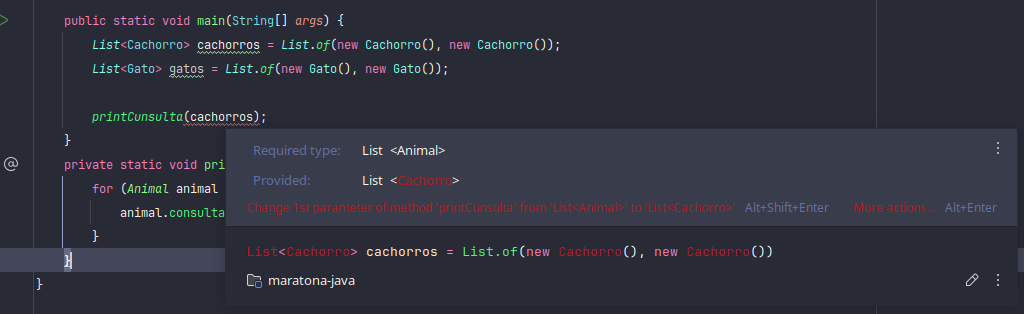 public static void main(String[] args) {
List<Cachorro> cachorros = List.of(new Cachorro(), new Cachorro());
List<Gato> gatos = List.of(new Gato(), new Gato());
printCunsulta(cachorros);
}
@
private static void pri
for (Animal animal
animal.consulta
}
}
}
Required type: List <Animal>
Provided: List <Cachorro>
Change 1st parameter of method 'printCunsulta' from 'List<Animal>' to 'List<Cachorro>' Alt+Shift+Enter More actions... Alt+Enter
List<Cachorro> cachorros = List.of(new Cachorro(), new Cachorro())
maratona-java